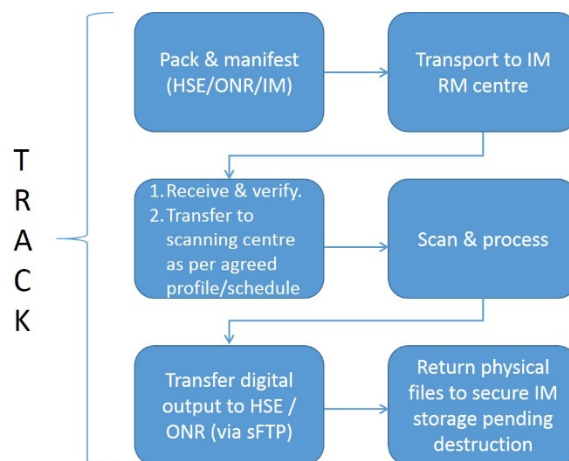 T
R
A
C
K
Pack & manifest
(HSE/ONR/IM)
Transport to IM
RM centre
1. Receive & verify.
2. Transfer to
scanning centre
as per agreed
profile/schedule
Scan & process
Transfer digital
output to HSE /
ONR (via sFTP)
Return physical
files to secure IM
storage pending
destruction